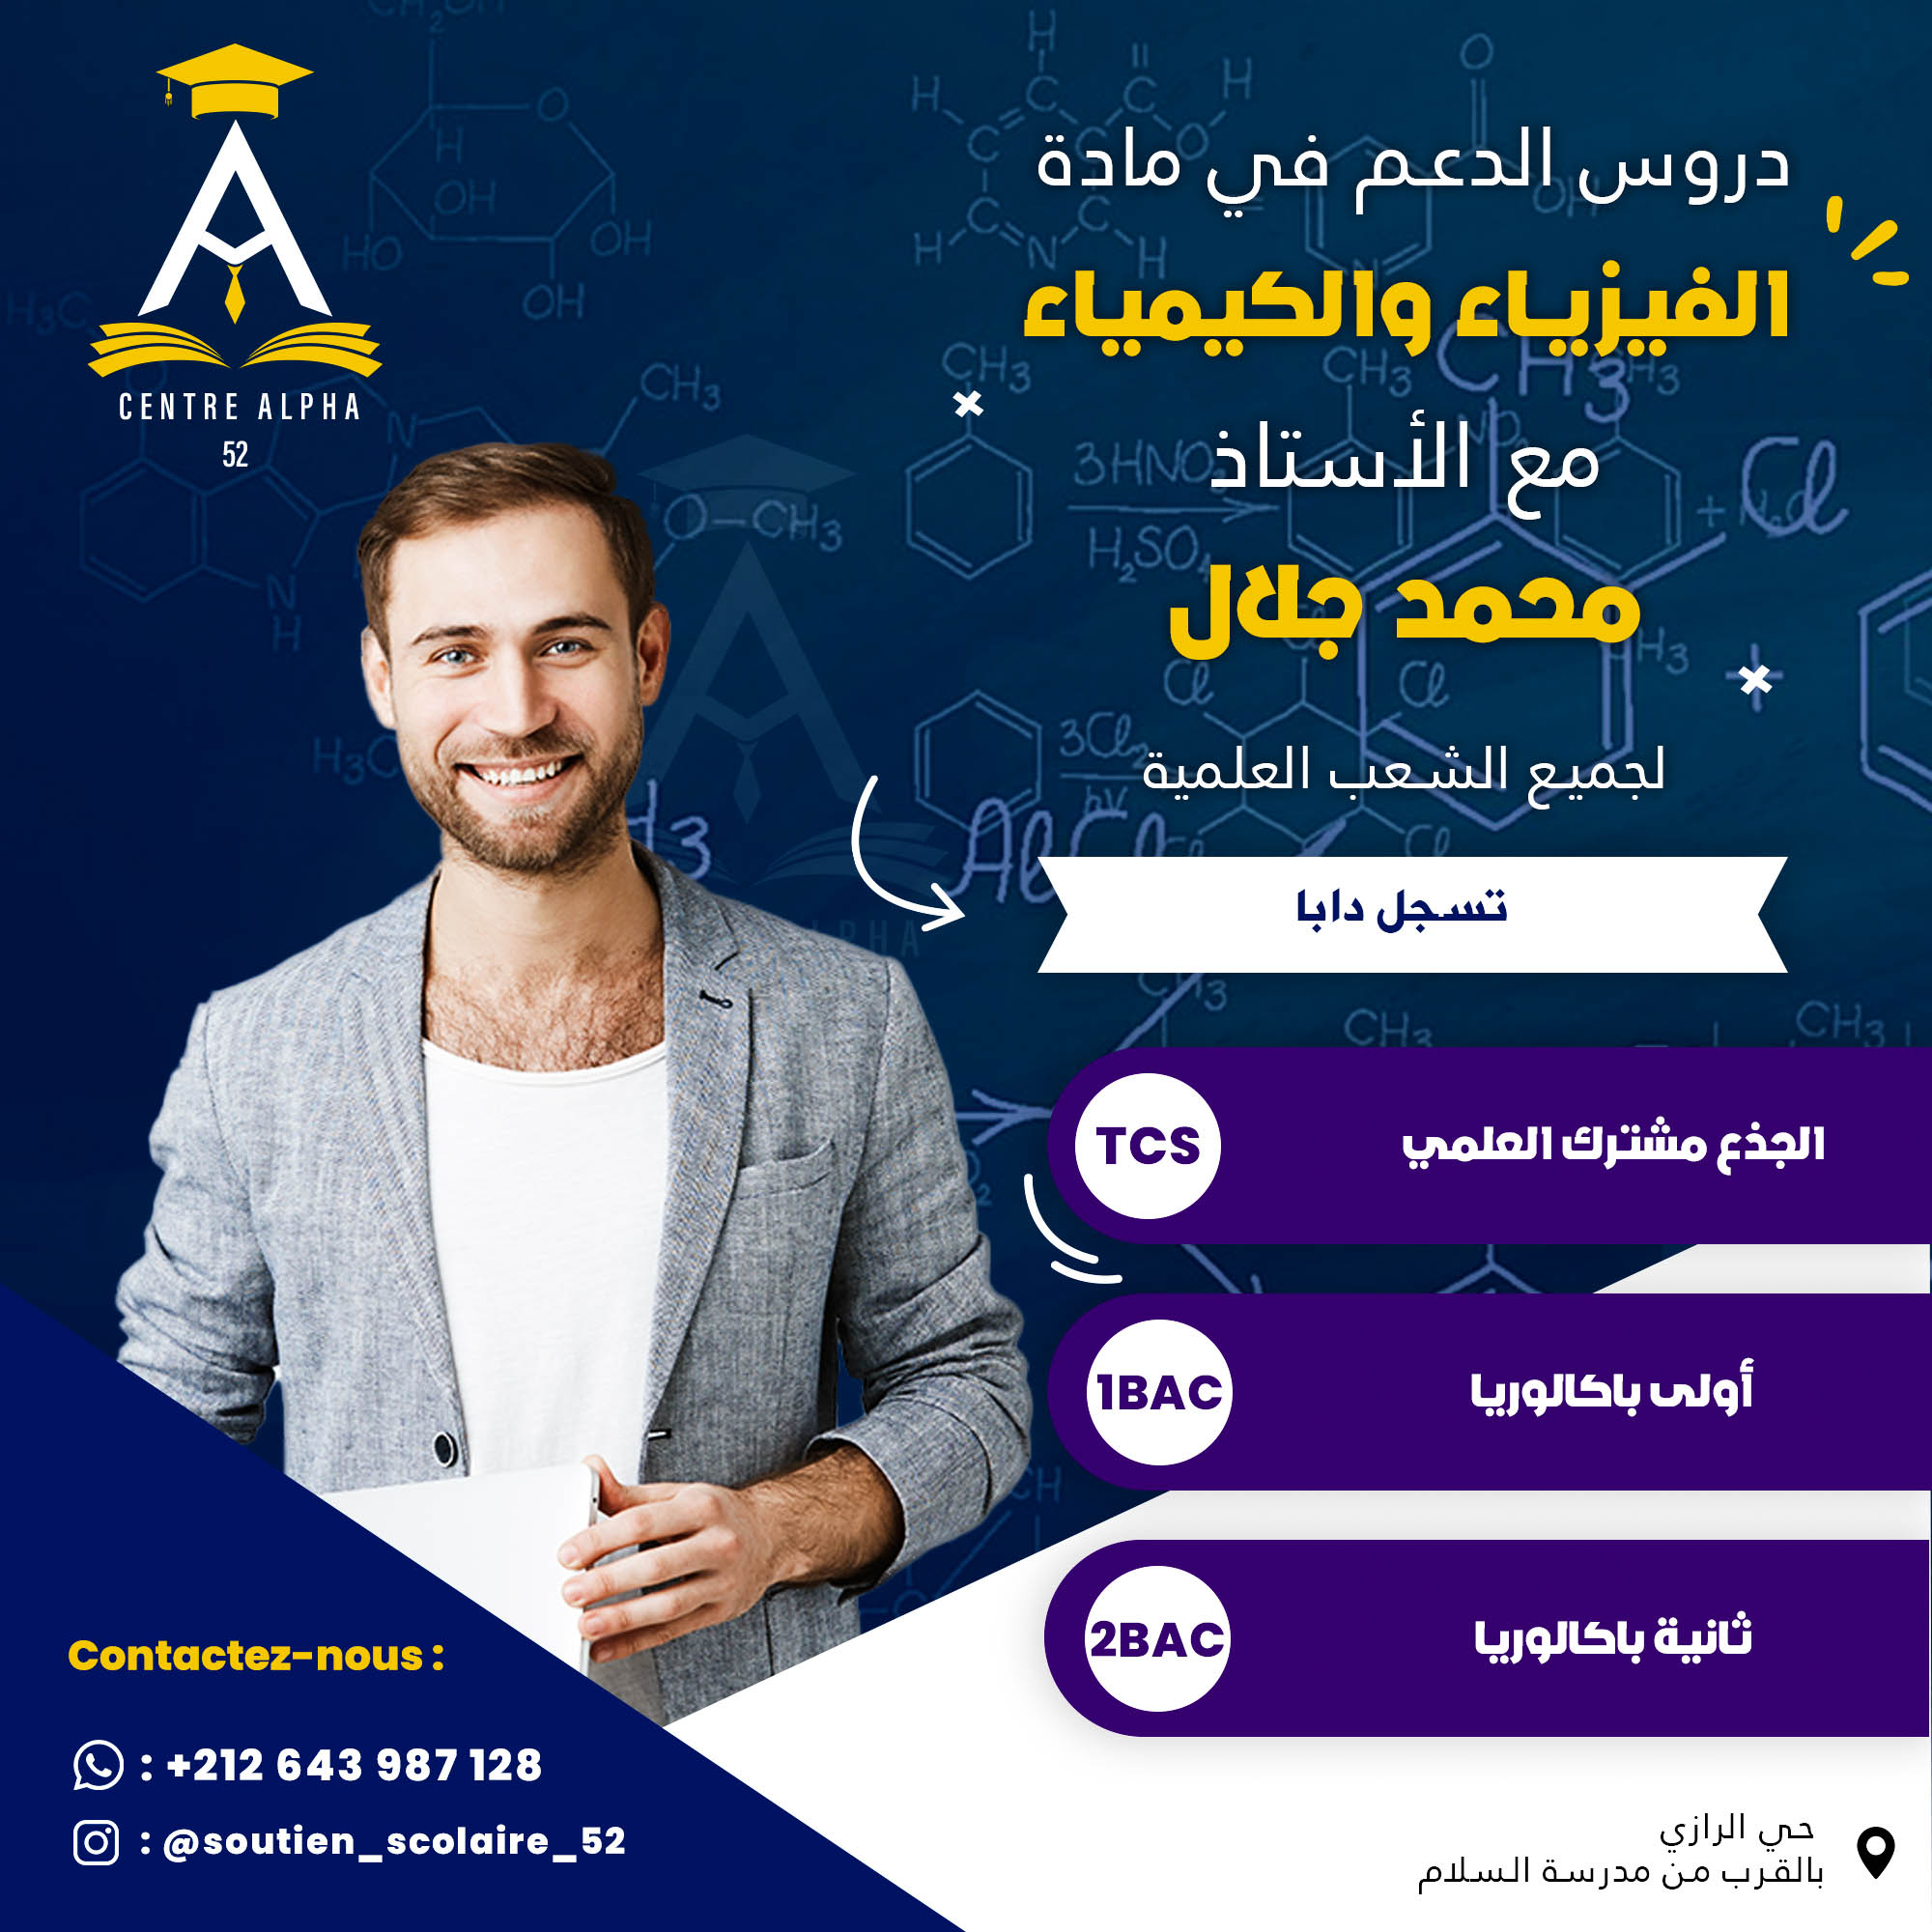 CENTRE ALPHA
52
دروس الدعم في مادة
الفيزياء والكيمياء
مع الأستاذ
محمد جلال
لجميع الشعب العلمية
تسجل دابا
TCS
الجذع مشترك العلمي
1BAC
أولى باكالوريا
2BAC
ثانية باكالوريا
Contactez-nous :
: +212 643 987 128
: @soutien_scolaire_52
حي الرازي
بالقرب من مدرسة السلام